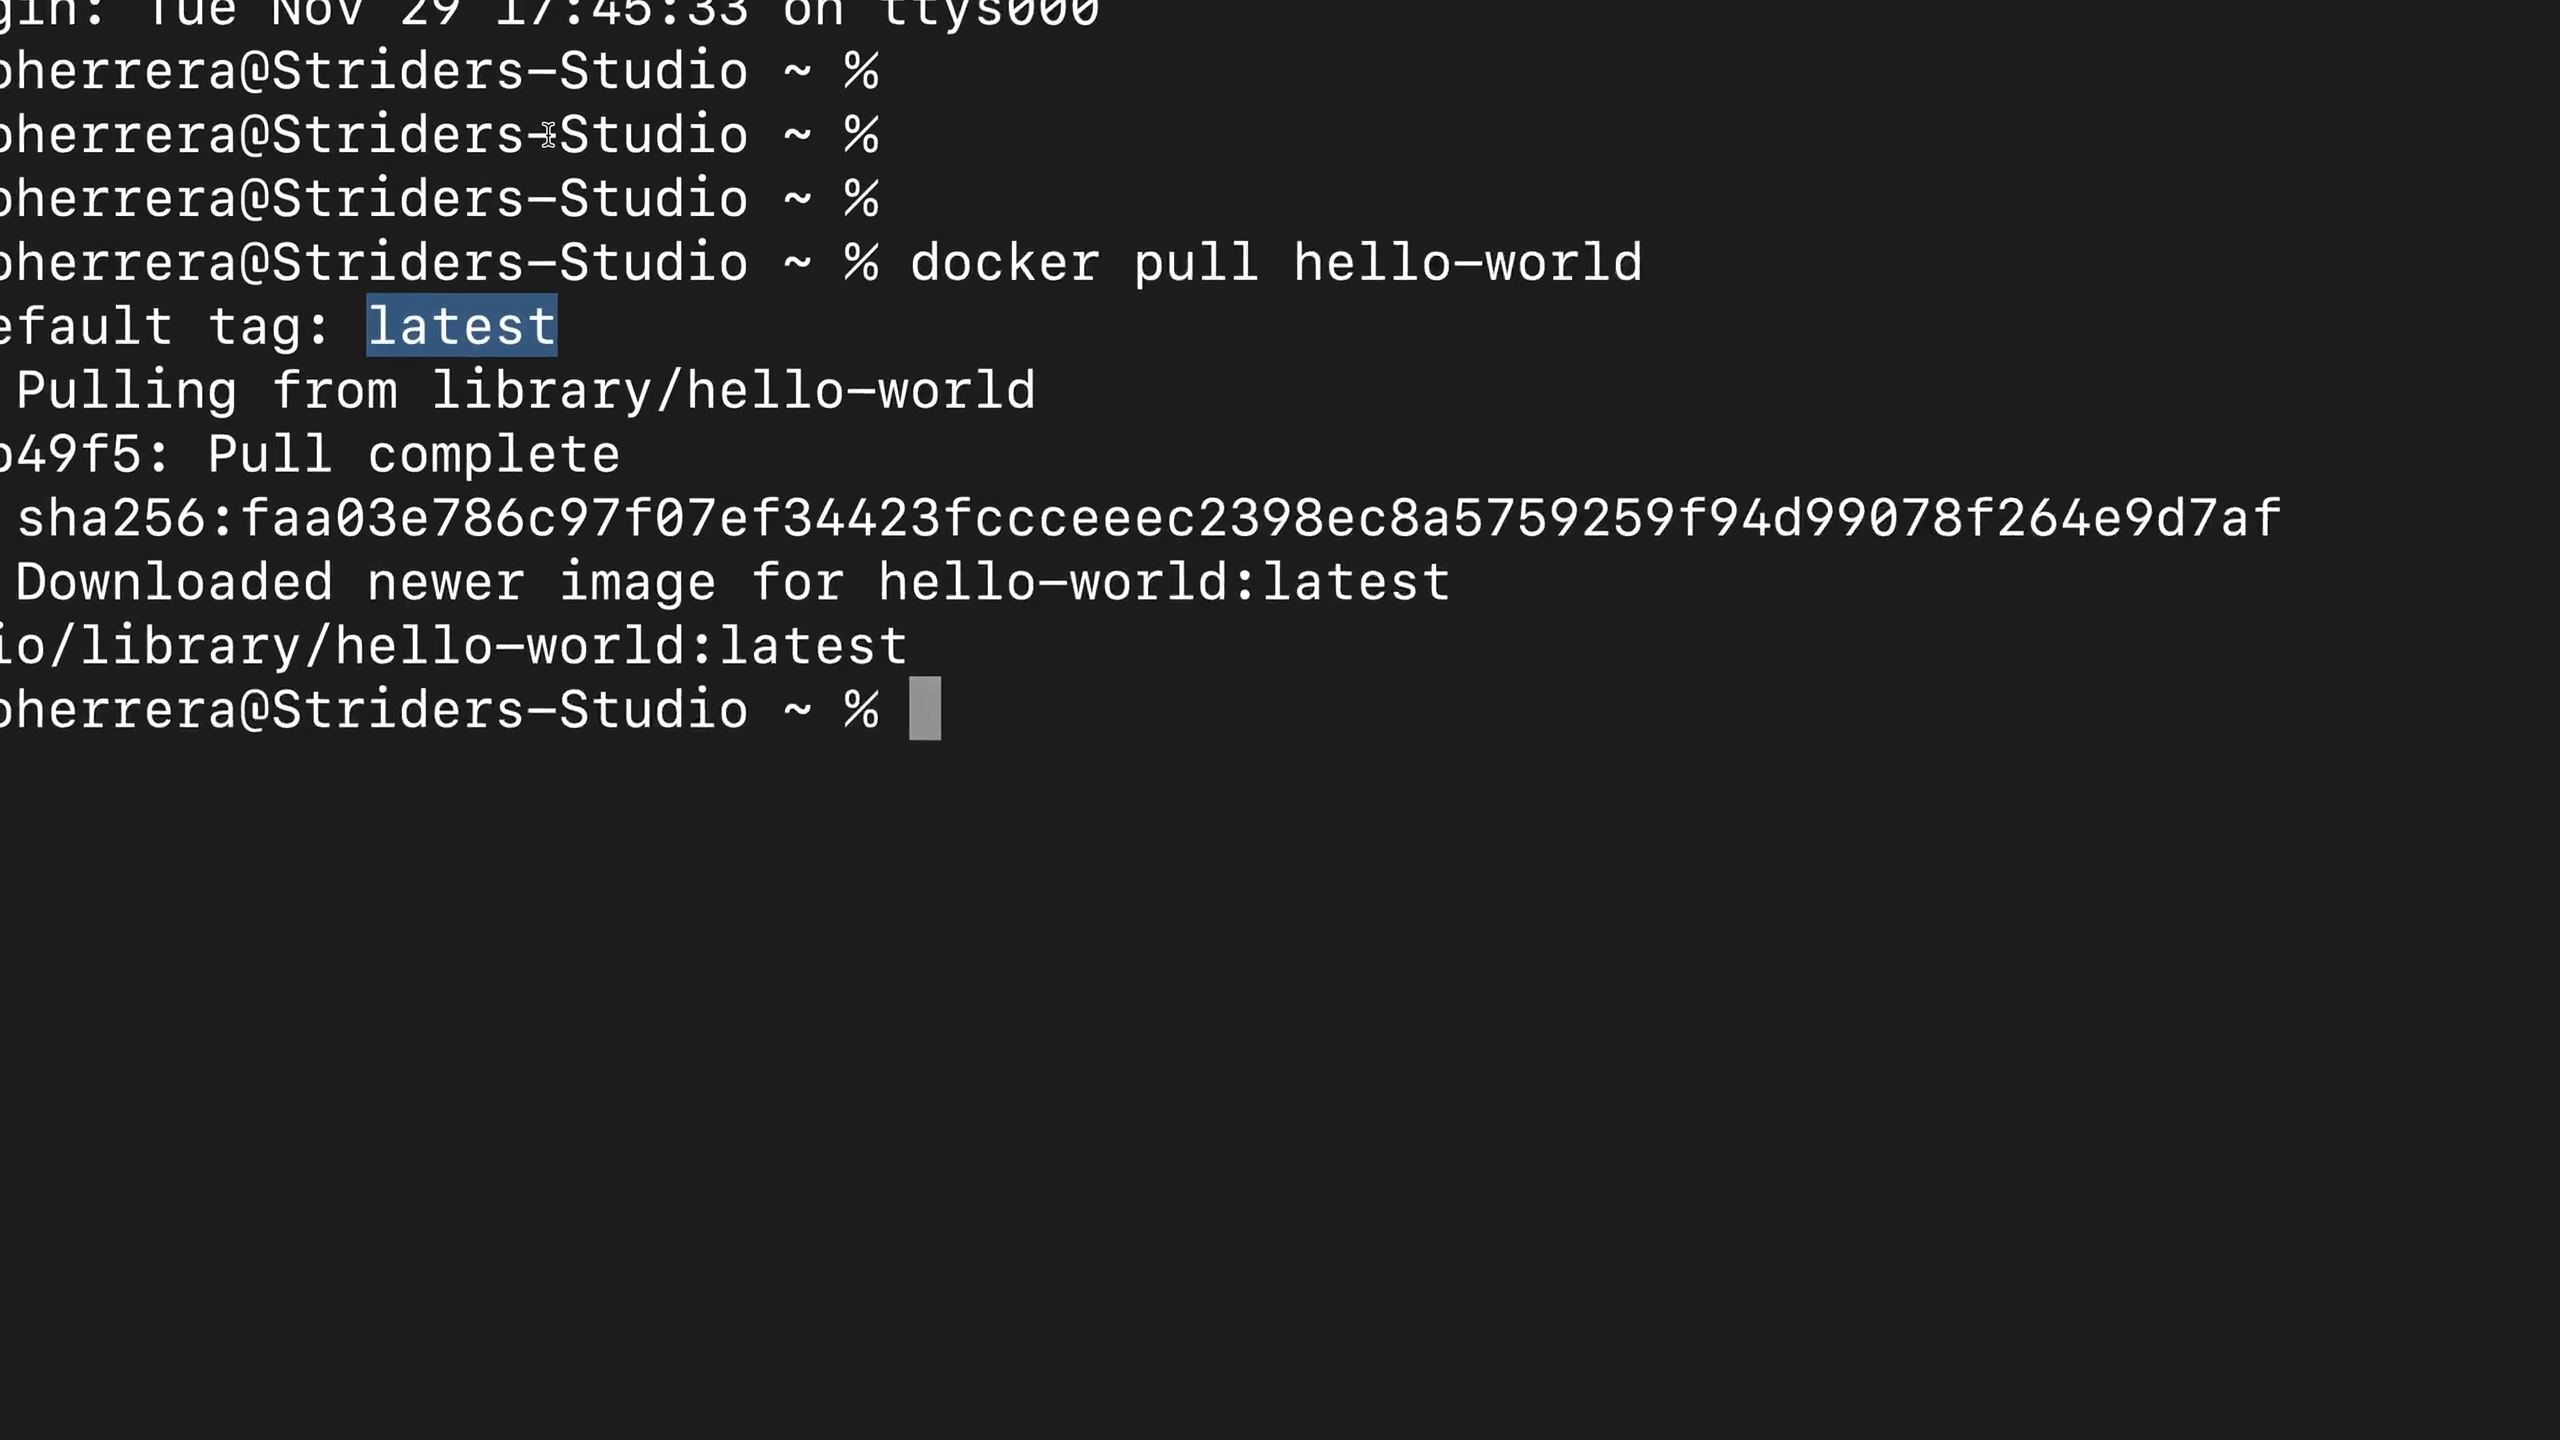 gin: Tue Nov 29 17:45:33 on ttys000
oherrera@Striders-Studio ~ %
oherrera@Striders-Studio ~ %
oherrera@Striders-Studio ~ %
oherrera@Striders-Studio ~ % docker pull hello-world
efault tag: latest
Pulling from library/hello-world
b49f5: Pull complete
sha256:faa03e786c97f07ef34423fccceeec2398ec8a5759259f94d99078f264e9d7af
Downloaded newer image for hello-world:latest
io/library/hello-world:latest
oherrera@Striders-Studio ~ %